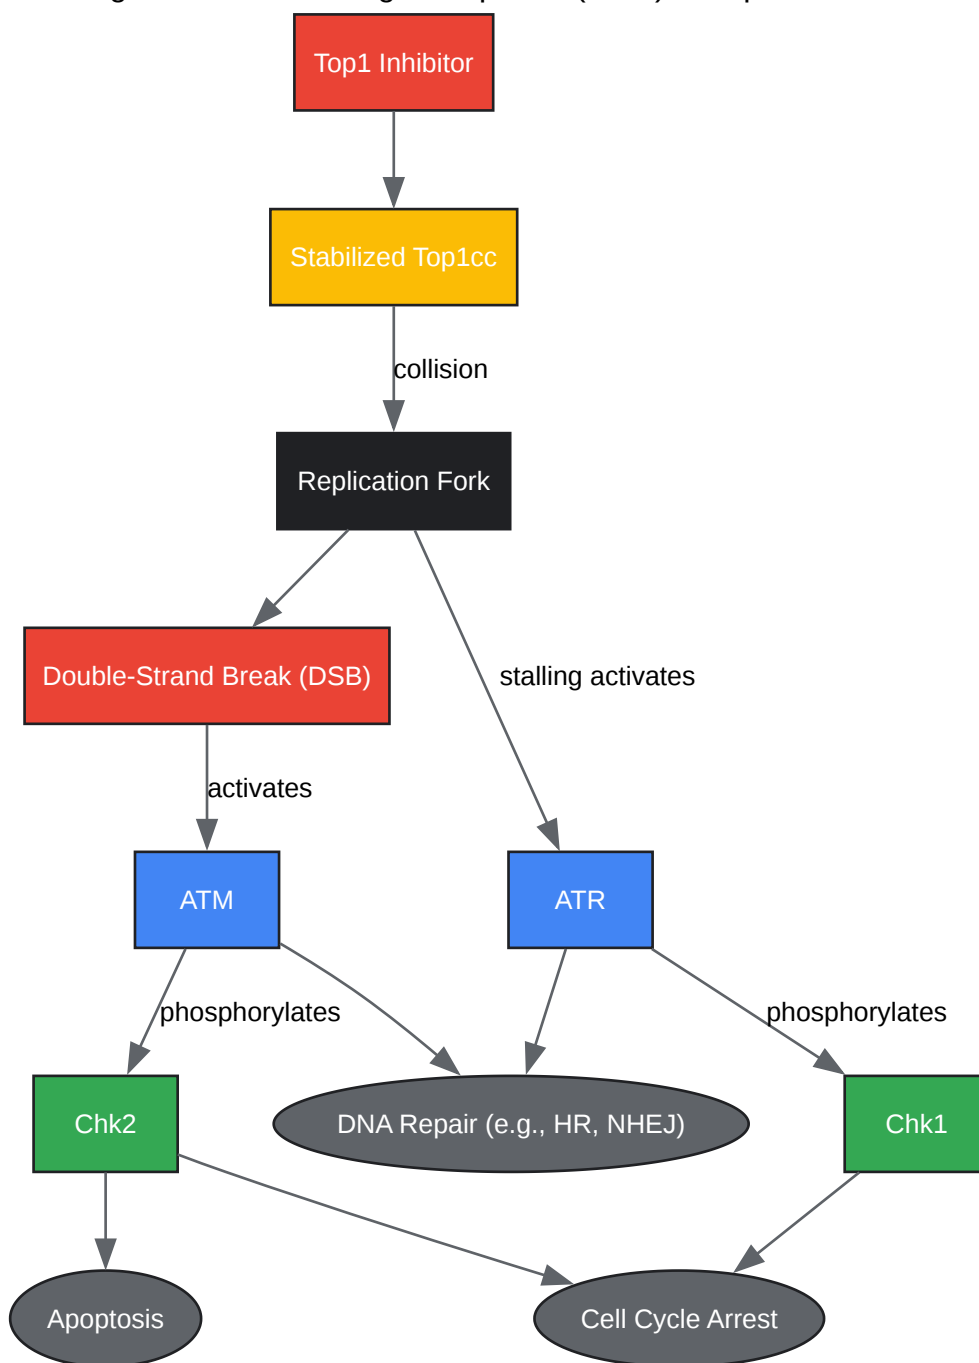 Top1 Inhibitor
Stabilized Top1cc
collision
Replication Fork
Double-Strand Break (DSB)
stalling activates
activates
ATM
ATR
phosphorylates
phosphorylates
Chk2
DNA Repair (e.g., HR, NHEJ)
Chk1
Apoptosis
Cell Cycle Arrest